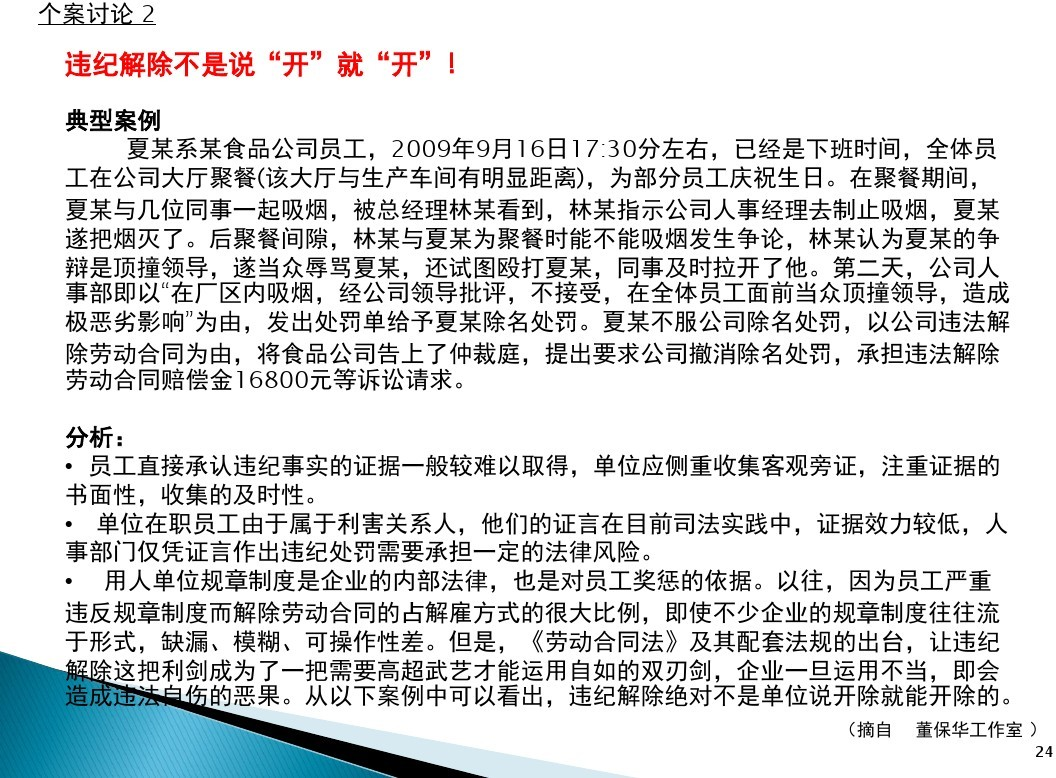 个案讨论 2
违纪解除不是说“开”就“开”！
典型案例
夏某系某食品公司员工，2009年9月16日17:30分左右，已经是下班时间，全体员
工在公司大厅聚餐(该大厅与生产车间有明显距离)，为部分员工庆祝生日。在聚餐期间，
夏某与几位同事一起吸烟，被总经理林某看到，林某指示公司人事经理去制止吸烟，夏某
遂把烟灭了。后聚餐间隙，林某与夏某为聚餐时能不能吸烟发生争论，林某认为夏某的争
辩是顶撞领导，遂当众辱骂夏某，还试图殴打夏某，同事及时拉开了他。第二天，公司人
事部即以“在厂区内吸烟，经公司领导批评，不接受，在全体员工面前当众顶撞领导，造成
极恶劣影响”为由，发出处罚单给予夏某除名处罚。夏某不服公司除名处罚，以公司违法解
除劳动合同为由，将食品公司告上了仲裁庭，提出要求公司撤消除名处罚，承担违法解除
劳动合同赔偿金16800元等诉讼请求。
分析：
• 员工直接承认违纪事实的证据一般较难以取得，单位应侧重收集客观旁证，注重证据的
书面性，收集的及时性。
• 单位在职员工由于属于利害关系人，他们的证言在目前司法实践中，证据效力较低，人
事部门仅凭证言作出违纪处罚需要承担一定的法律风险。
• 用人单位规章制度是企业的内部法律，也是对员工奖惩的依据。以往，因为员工严重
违反规章制度而解除劳动合同的占解雇方式的很大比例，即使不少企业的规章制度往往流
于形式，缺漏、模糊、可操作性差。但是，《劳动合同法》及其配套法规的出台，让违纪
解除这把利剑成为了一把需要高超武艺才能运用自如的双刃剑，企业一旦运用不当，即会
造成违法自伤的恶果。从以下案例中可以看出，违纪解除绝对不是单位说开除就能开除的。
（摘自 董保华工作室 ）
24